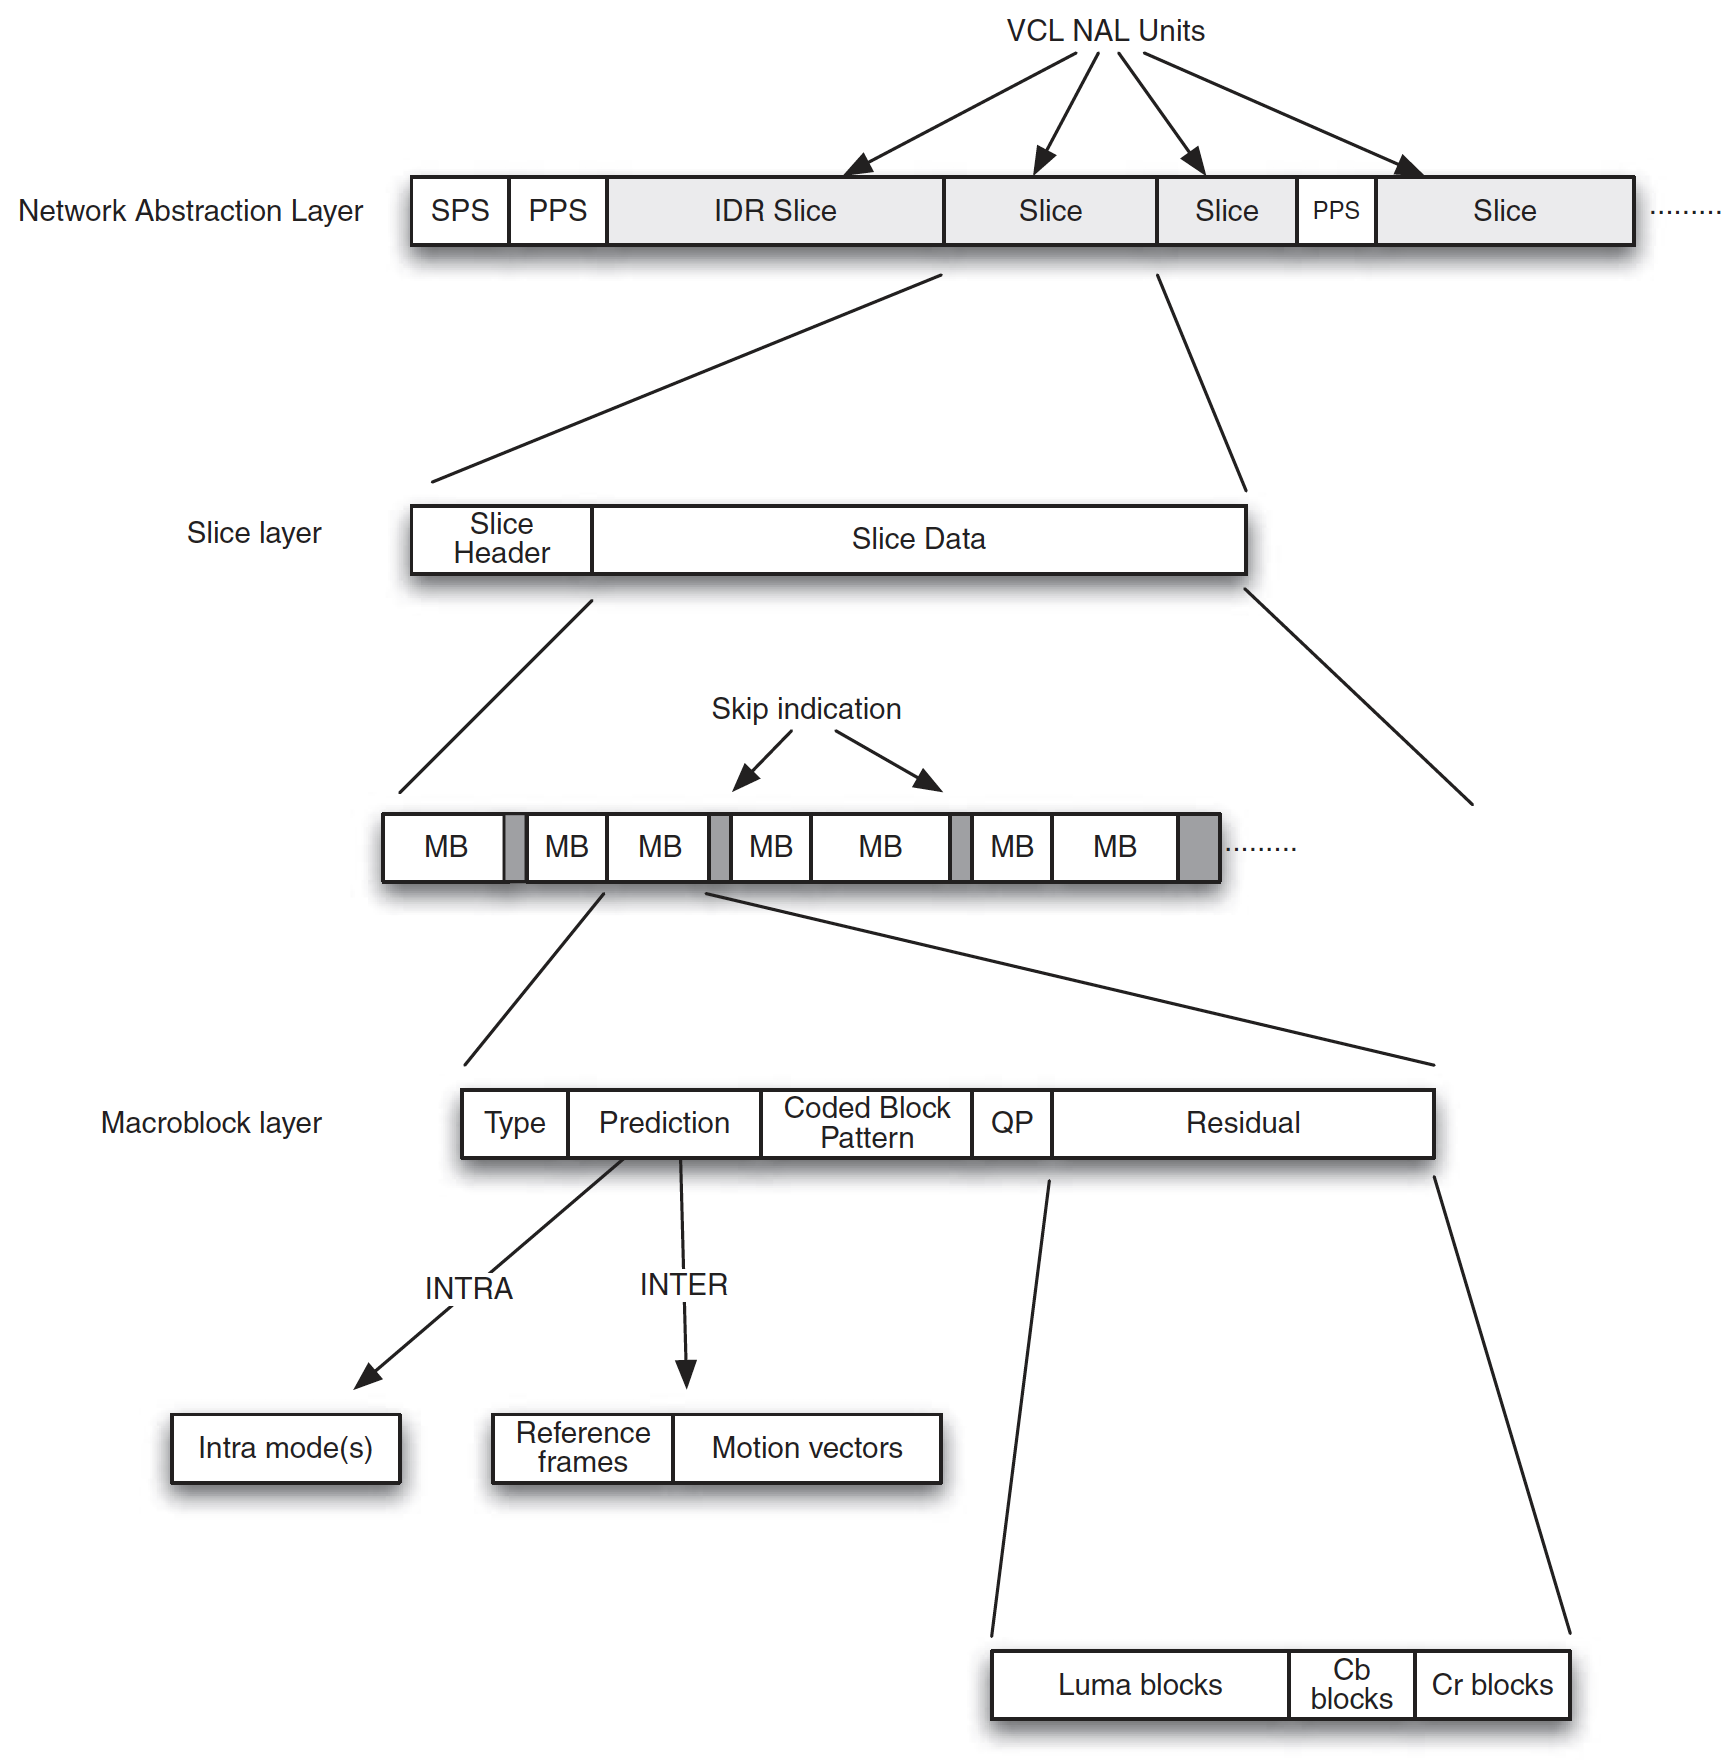 VCL NAL Units
Network Abstraction Layer
SPS
PPS
IDR Slice
Slice
Slice
PPS
Slice
.........
Slice layer
Slice
Header
Slice Data
Skip indication
MB
MB
MB
MB
MB
MB
MB
.........
Macroblock layer
Type
Prediction
Coded Block
Pattern
QP
Residual
INTRA
INTER
Intra mode(s)
Reference
frames
Motion vectors
Luma blocks
Cb
blocks
Cr blocks